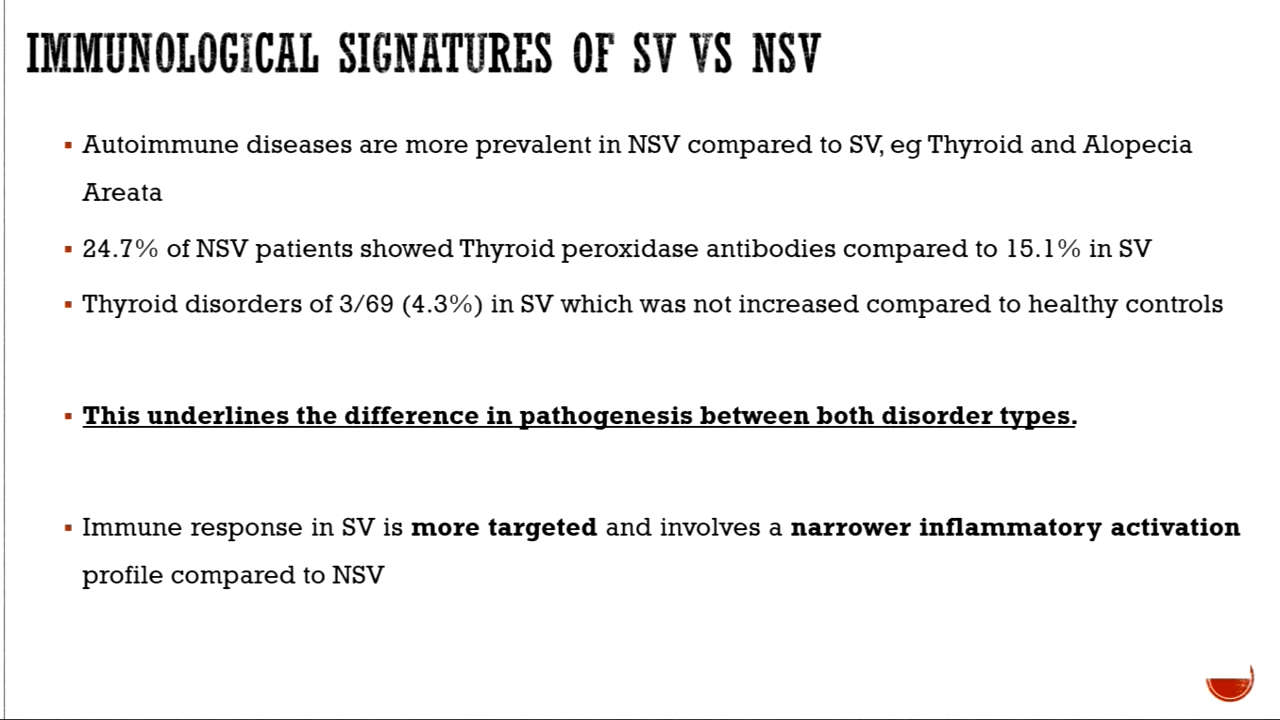 IMMUNOLOGICAL SIGNATURES OF SV VS NSV
▪ Autoimmune diseases are more prevalent in NSV compared to SV, eg Thyroid and Alopecia
Areata
▪ 24.7% of NSV patients showed Thyroid peroxidase antibodies compared to 15.1% in SV
▪ Thyroid disorders of 3/69 (4.3%) in SV which was not increased compared to healthy controls
▪ This underlines the difference in pathogenesis between both disorder types.
▪ Immune response in SV is more targeted and involves a narrower inflammatory activation
profile compared to NSV